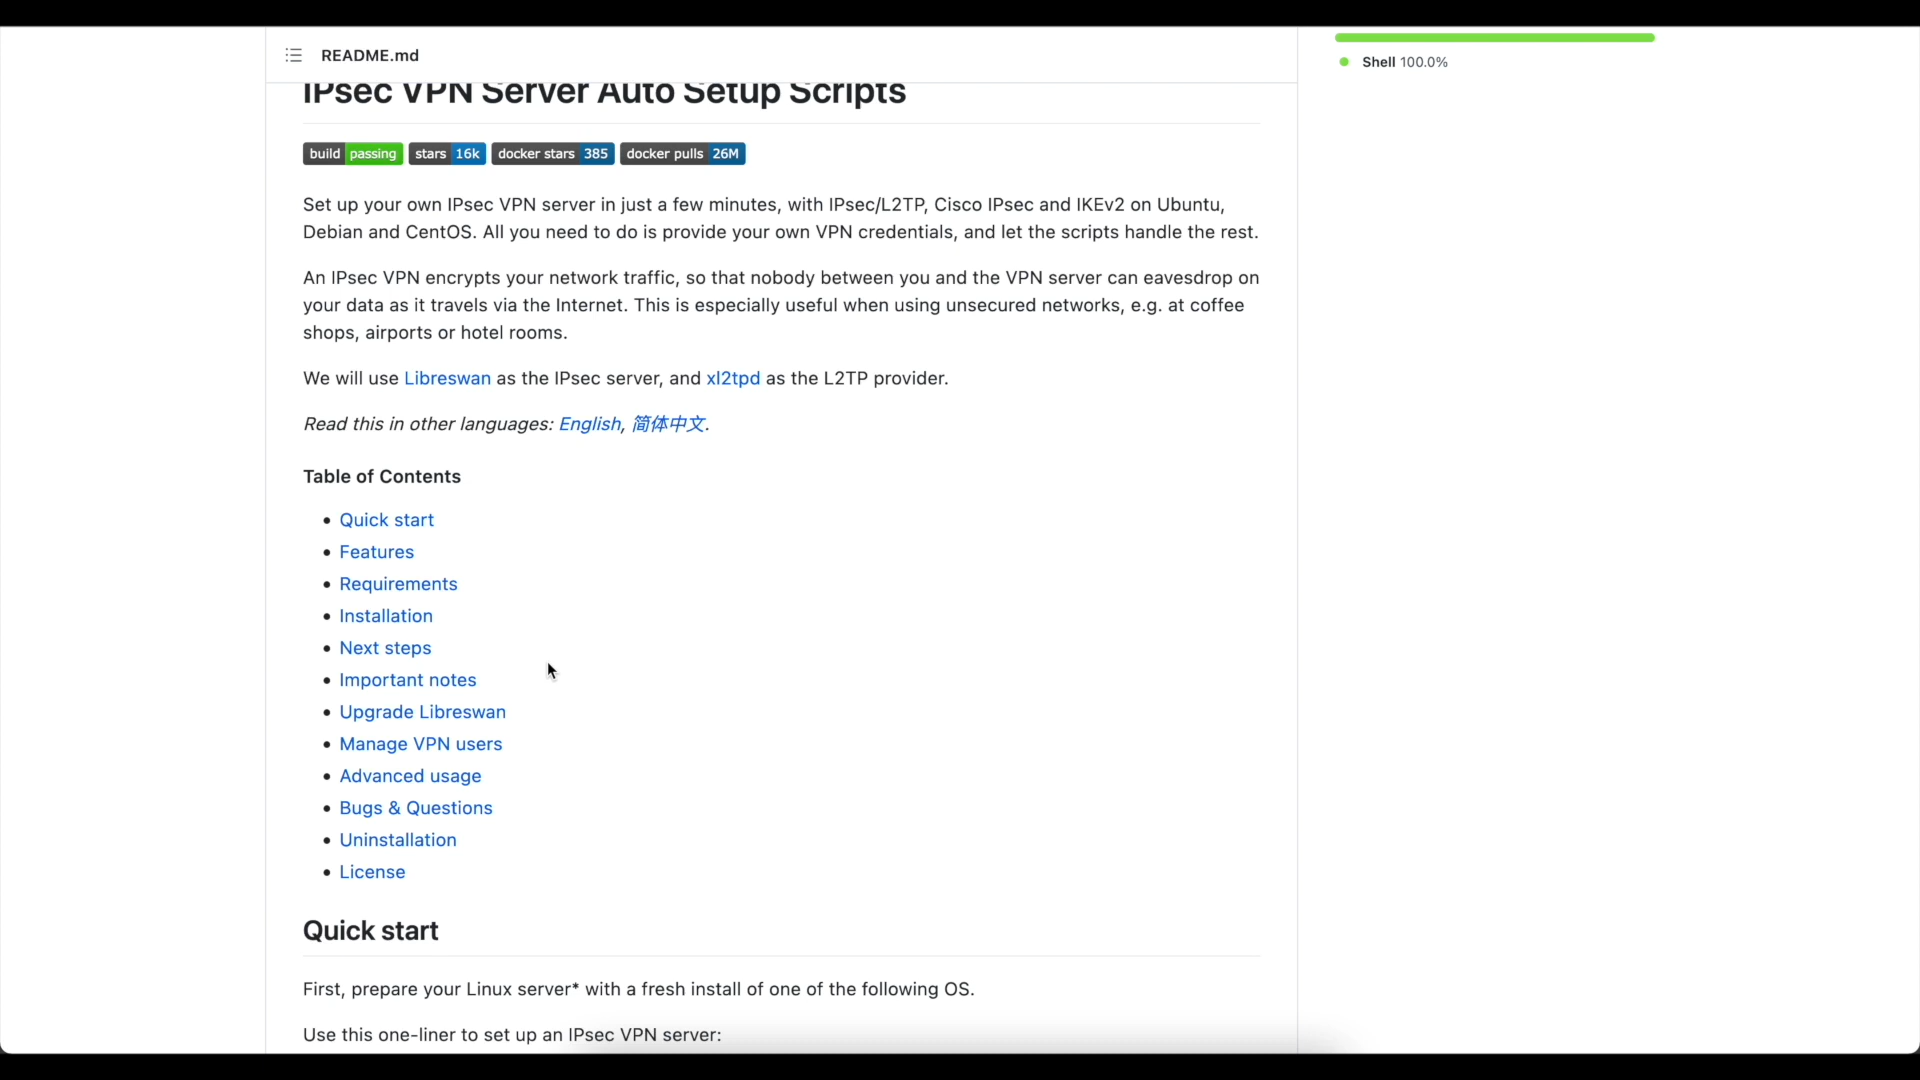 README.md
Shell 100.0%
IPsec VPN Server Auto Setup Scripts
build passing stars 16k docker stars 385 docker pulls 26M
Set up your own IPsec VPN server in just a few minutes, with IPsec/L2TP, Cisco IPsec and IKEv2 on Ubuntu,
Debian and CentOS. All you need to do is provide your own VPN credentials, and let the scripts handle the rest.
An IPsec VPN encrypts your network traffic, so that nobody between you and the VPN server can eavesdrop on
your data as it travels via the Internet. This is especially useful when using unsecured networks, e.g. at coffee
shops, airports or hotel rooms.
We will use Libreswan as the IPsec server, and xl2tpd as the L2TP provider.
Read this in other languages: English, 简体中文.
Table of Contents
Quick start
Features
Requirements
Installation
Next steps
Important notes
Upgrade Libreswan
Manage VPN users
Advanced usage
Bugs & Questions
Uninstallation
License
Quick start
First, prepare your Linux server* with a fresh install of one of the following OS.
Use this one-liner to set up an IPsec VPN server: